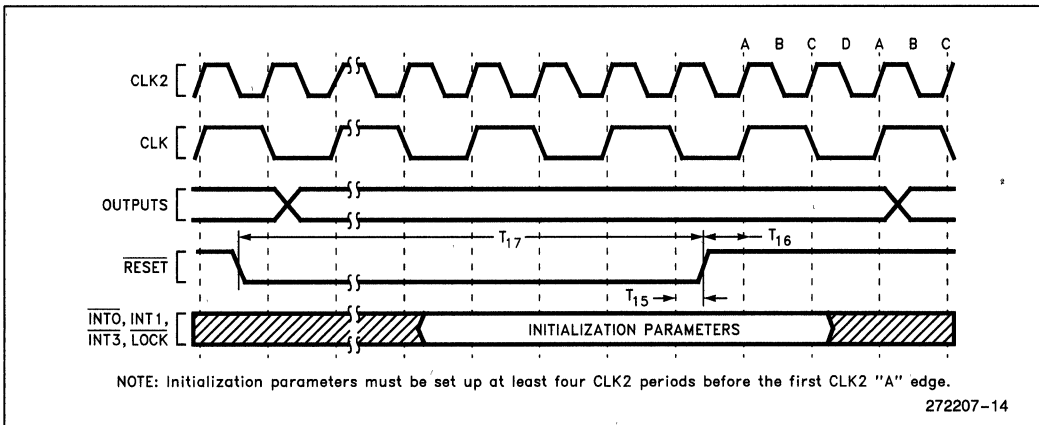 A B C D A B C
CLK2
CLK
OUTPUTS
T17
T16
RESET
T15
INT0, INT1,
INT3, LOCK
INITIALIZATION PARAMETERS
NOTE: Initialization parameters must be set up at least four CLK2 periods before the first CLK2 "A" edge.
272207-14